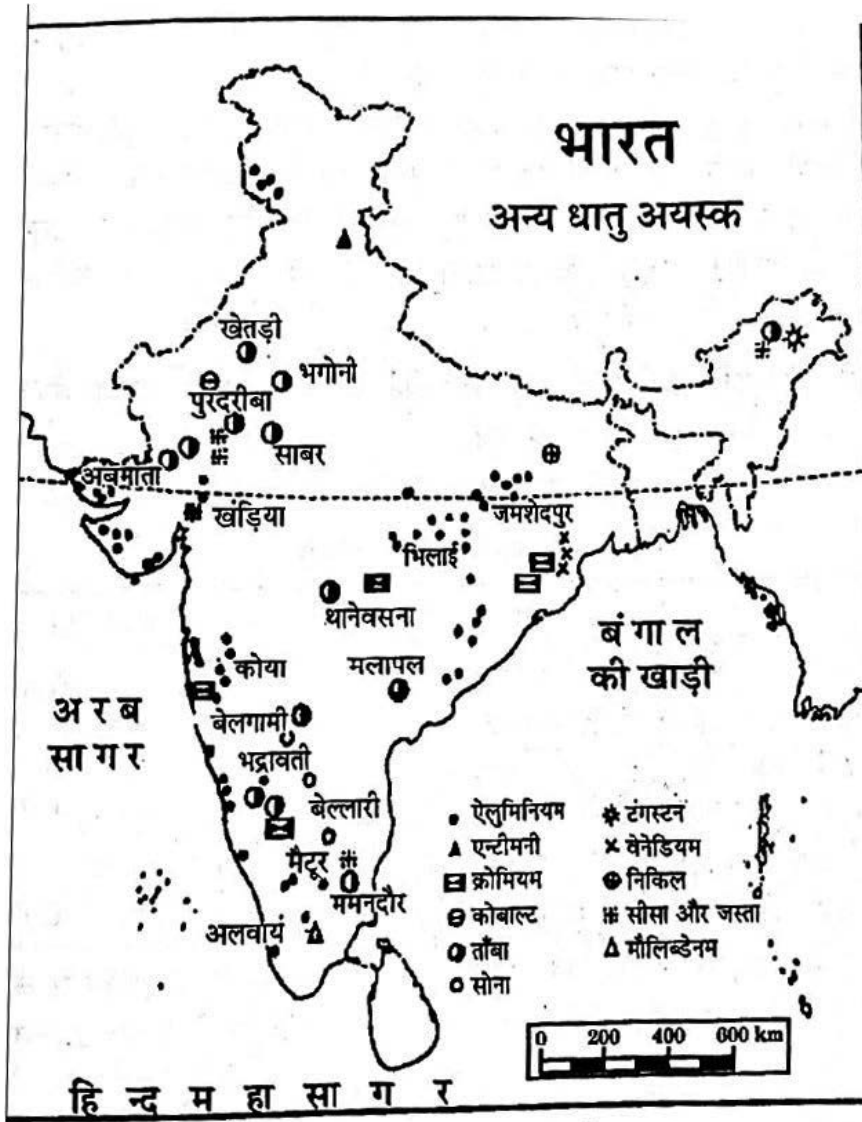 भारत
अन्य धातु अयस्क
खेतड़ी
भगोनी
पुरदरीबा
साबर
अंबमाता
खंड़िया
जमशेदपुर
भिलाई
थानेवसना
बंगाल
की खाड़ी
कोया
मलापल
अरब
सागर
बेलगामी
भद्रावती
बेल्लारी
मैटूर
ममनदौर
अलवाय
ऐलुमिनियम
एन्टीमनी
क्रोमियम
कोबाल्ट
ताँबा
सोना
टंगस्टन
वेनेडियम
निकिल
सीसा और जस्ता
मौलिब्डेनम
0 200 400 600 km
हिन्द महासागर